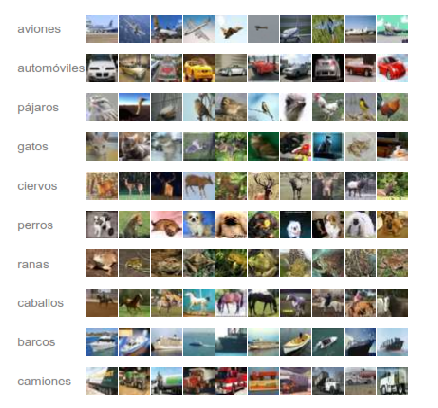 aviones
automóviles
pájaros
gatos
ciervos
perros
ranas
caballos
barcos
camiones